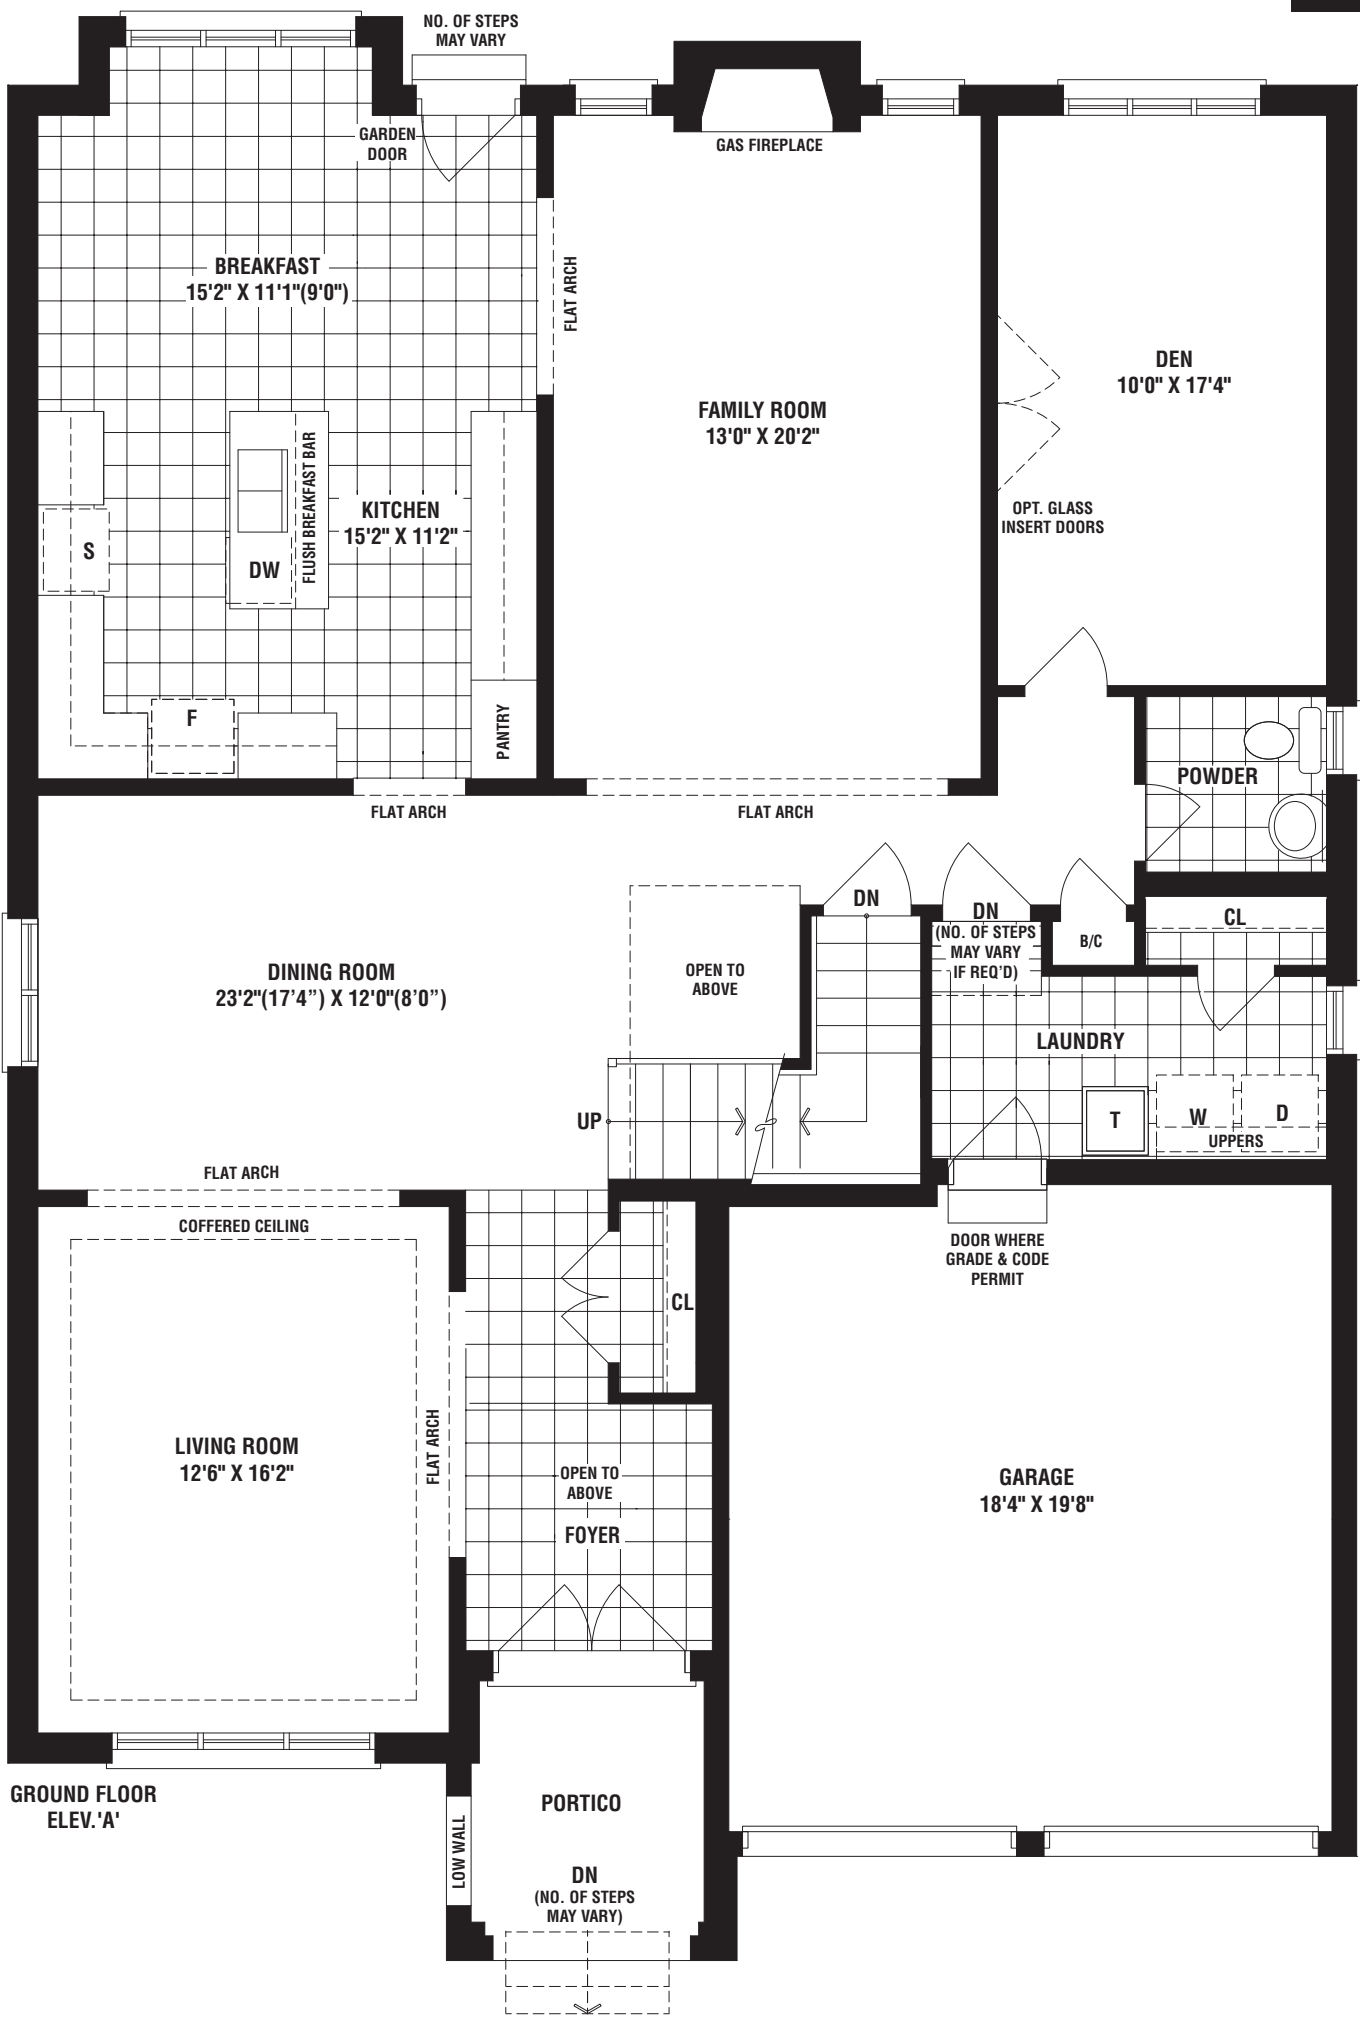 NO. OF STEPS
MAY VARY
GARDEN
DOOR
GAS FIREPLACE
BREAKFAST
15'2" X 11'1"(9'0")
FLAT ARCH
DEN
10'0" X 17'4"
FAMILY ROOM
13'0" X 20'2"
FLUSH BREAKFAST BAR
KITCHEN
15'2" X 11'2"
OPT. GLASS
INSERT DOORS
S
DW
F
PANTRY
POWDER
FLAT ARCH
FLAT ARCH
DN
DN
(NO. OF STEPS
MAY VARY
IF REQ'D)
B/C
CL
DINING ROOM
23'2"(17'4”) X 12'0"(8’0”)
OPEN TO
ABOVE
LAUNDRY
UP
T
W
D
UPPERS
FLAT ARCH
COFFERED CEILING
DOOR WHERE
GRADE & CODE
PERMIT
CL
FLAT ARCH
LIVING ROOM
12'6" X 16'2"
OPEN TO
ABOVE
FOYER
GARAGE
18'4" X 19'8"
GROUND FLOOR
ELEV.'A'
PORTICO
LOW WALL
DN
(NO. OF STEPS
MAY VARY)